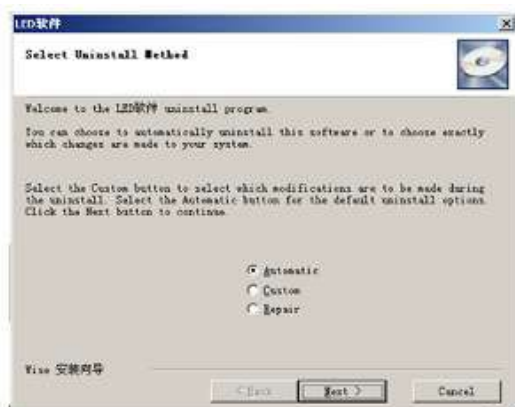 LED软件
Select Uninstall Method
Welcome to the LED软件 uninstall program.
You can choose to automatically uninstall this software or to choose exactly
which changes are made to your system.
Select the Custom button to select which modifications are to be made during
the uninstall. Select the Automatic button for the default uninstall options.
Click the Next button to continue.
Automatic
Custom
Repair
Wise 安装向导
< Back
Next >
Cancel